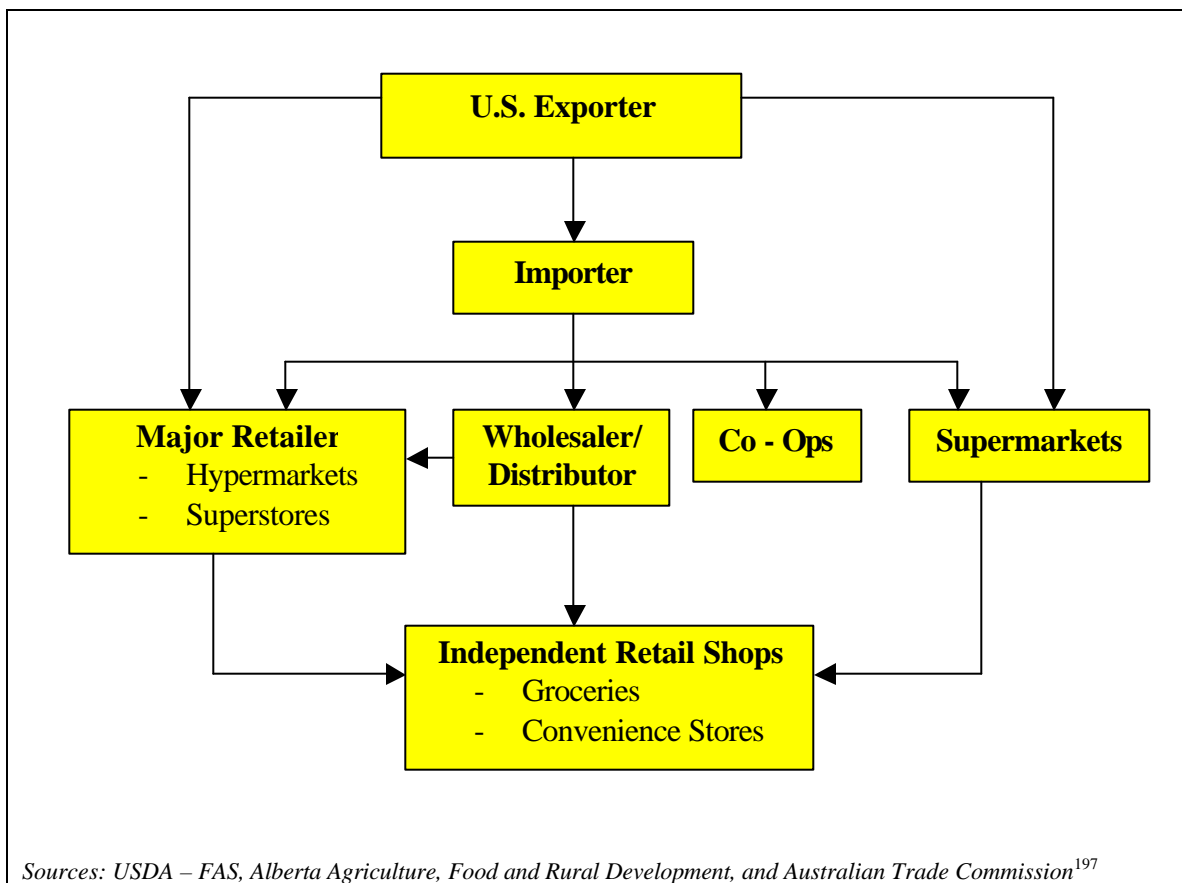 U.S. Exporter
Importer
Major Retailer
- Hypermarkets
- Superstores
Wholesaler/
Distributor
Co - Ops
Supermarkets
Independent Retail Shops
- Groceries
- Convenience Stores
Sources: USDA – FAS, Alberta Agriculture, Food and Rural Development, and Australian Trade Commission197